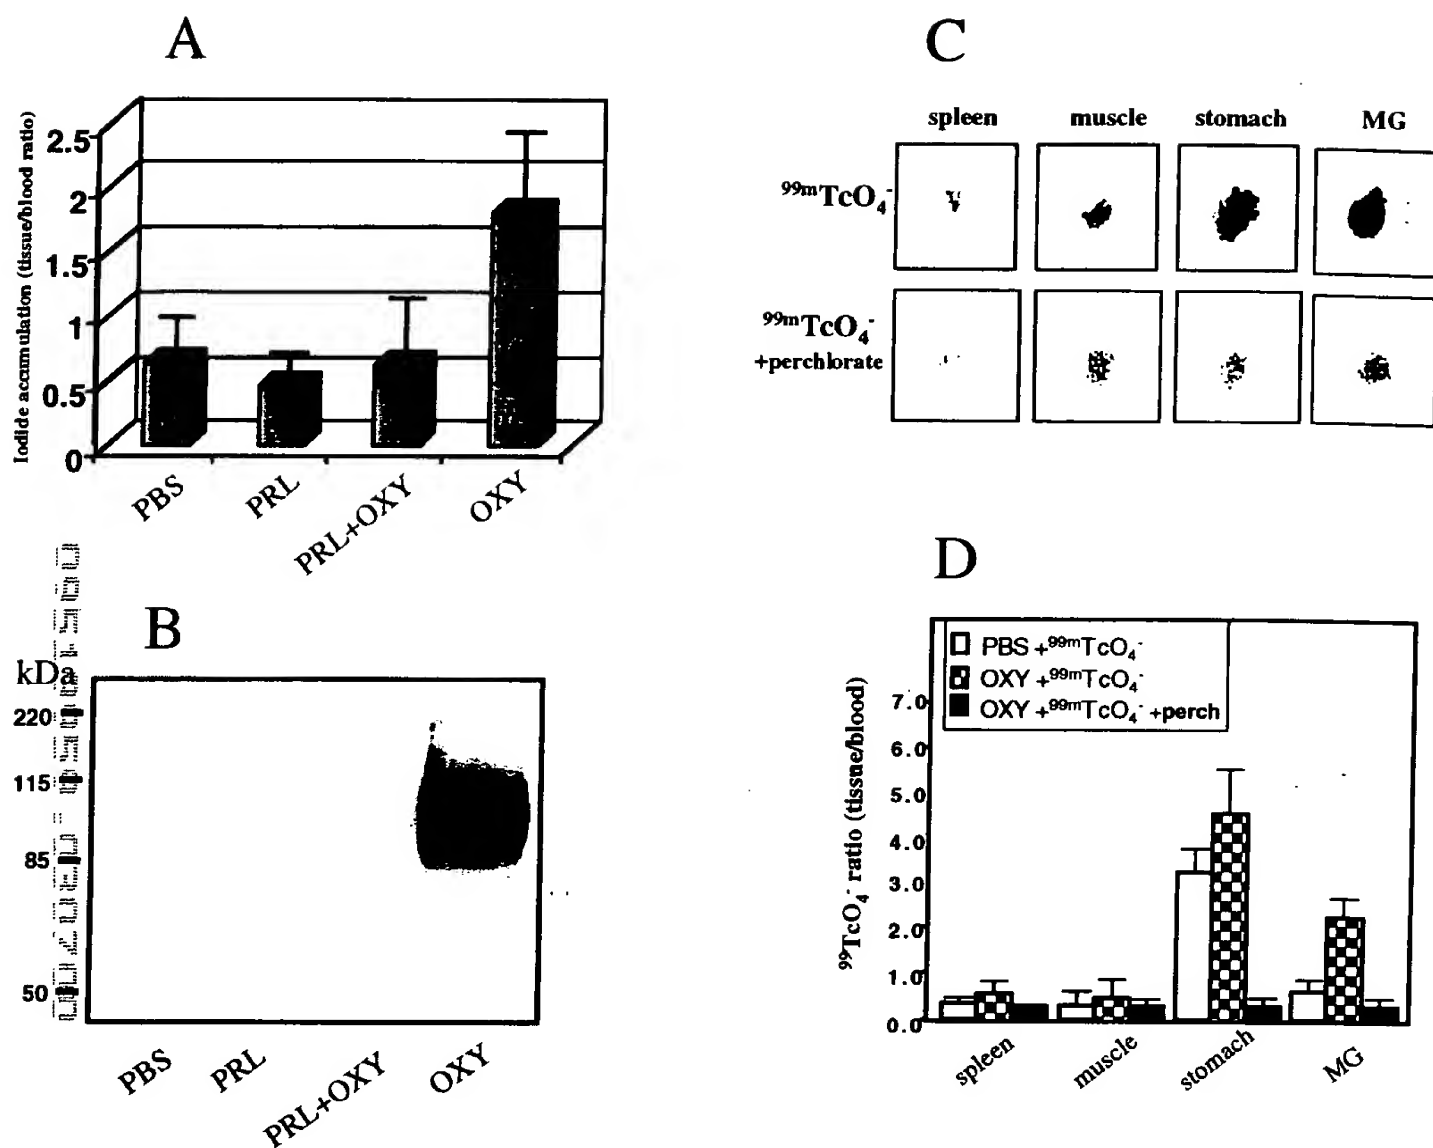 A
Iodide accumulation (tissue/blood ratio)
2.5
2
1.5
1
0.5
0
PBS
PRL
PRL+OXY
OXY
B
kDa
220
115
85
50
PBS
PRL
PRL+OXY
OXY
C
spleen muscle stomach MG
⁹⁹ᵐTcO₄⁻
⁹⁹ᵐTcO₄⁻
+perchlorate
D
PBS +⁹⁹ᵐTcO₄⁻
OXY +⁹⁹ᵐTcO₄⁻
OXY +⁹⁹ᵐTcO₄⁻ +perch
⁹⁹TcO₄⁻ ratio (tissue/blood)
7.0
6.0
5.0
4.0
3.0
2.0
1.0
0.0
spleen
muscle
stomach
MG